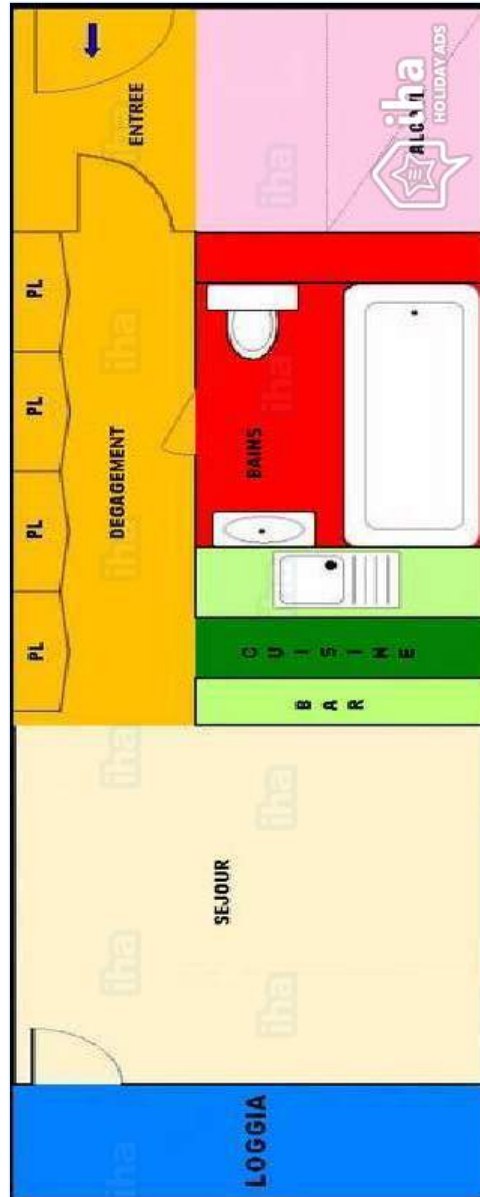 ENTREE
iha
HOLIDAY ADS
PL
PL
PL
PL
DEGAGEMENT
BAINS
CUISINE
BAR
SEJOUR
LOGGIA